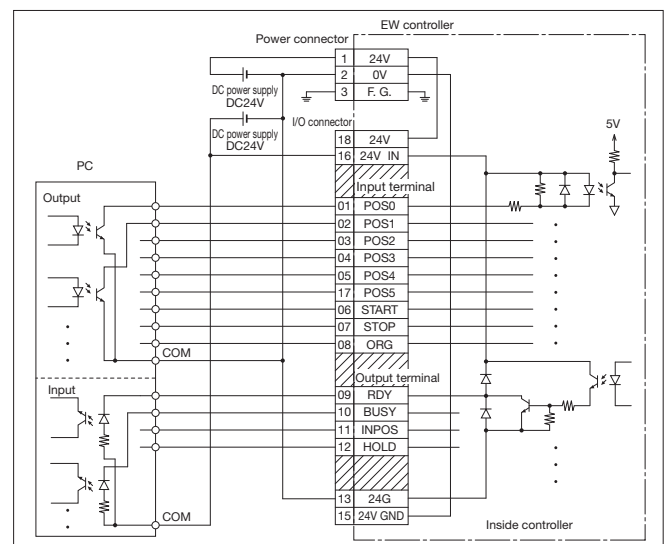 EW controller
Power connector
1 24V
2 0V
3 F. G.
DC power supply
DC24V
I/O connector
DC power supply
DC24V
18 24V
16 24V IN
5V
PC
Output
Input terminal
01 POS0
02 POS1
03 POS2
04 POS3
05 POS4
17 POS5
06 START
07 STOP
08 ORG
COM
Output terminal
Input
09 RDY
10 BUSY
11 INPOS
12 HOLD
13 24G
15 24V GND
COM
Inside controller